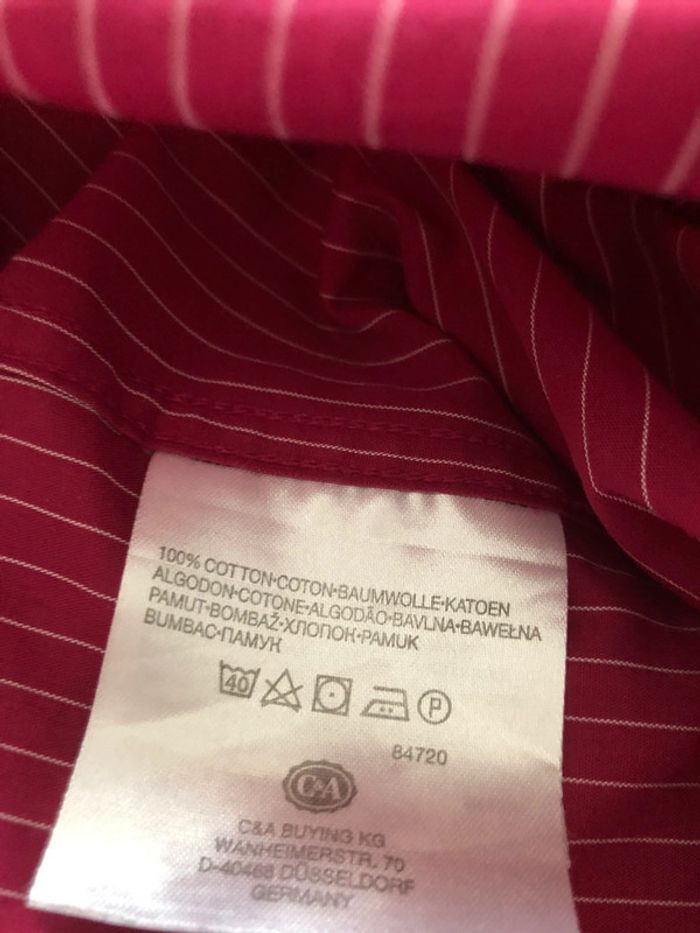 100% COTTON•COTON•BAUMWOLLE•KATOEN
ALGODON•COTONE•ALGODÃO•BAVLNA•BAWEŁNA
PAMUT•BOMBAŽ•ХЛОПОК•PAMUK
BUMBAC•ПАМУК
40 P
84720
C&A
C&A BUYING KG
WANHEIMERSTR. 70
D-40468 DÜSSELDORF
GERMANY